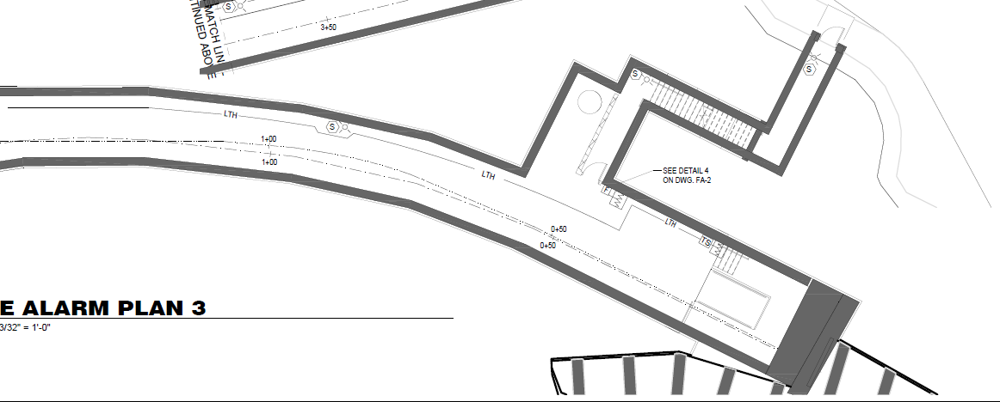 S
MATCH LIN
TINUED ABOVE
3+50
S
S
LTH
S
1+00
1+00
SEE DETAIL 4
ON DWG. FA-2
LTH
F
LTH
0+50
TS
0+50
E ALARM PLAN 3
3/32" = 1'-0"